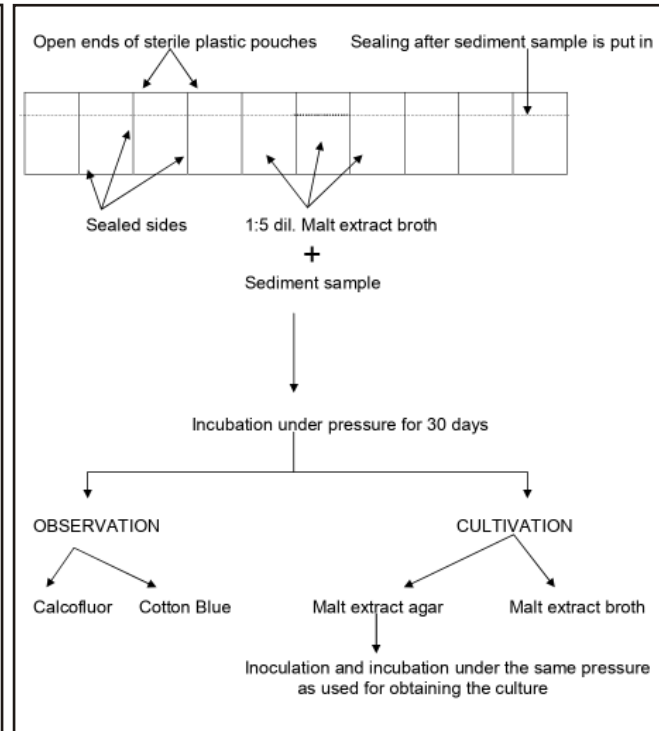 Open ends of sterile plastic pouches
Sealing after sediment sample is put in
Sealed sides
1:5 dil. Malt extract broth
+
Sediment sample
Incubation under pressure for 30 days
OBSERVATION
CULTIVATION
Calcofluor
Cotton Blue
Malt extract agar
Malt extract broth
Inoculation and incubation under the same pressure
as used for obtaining the culture